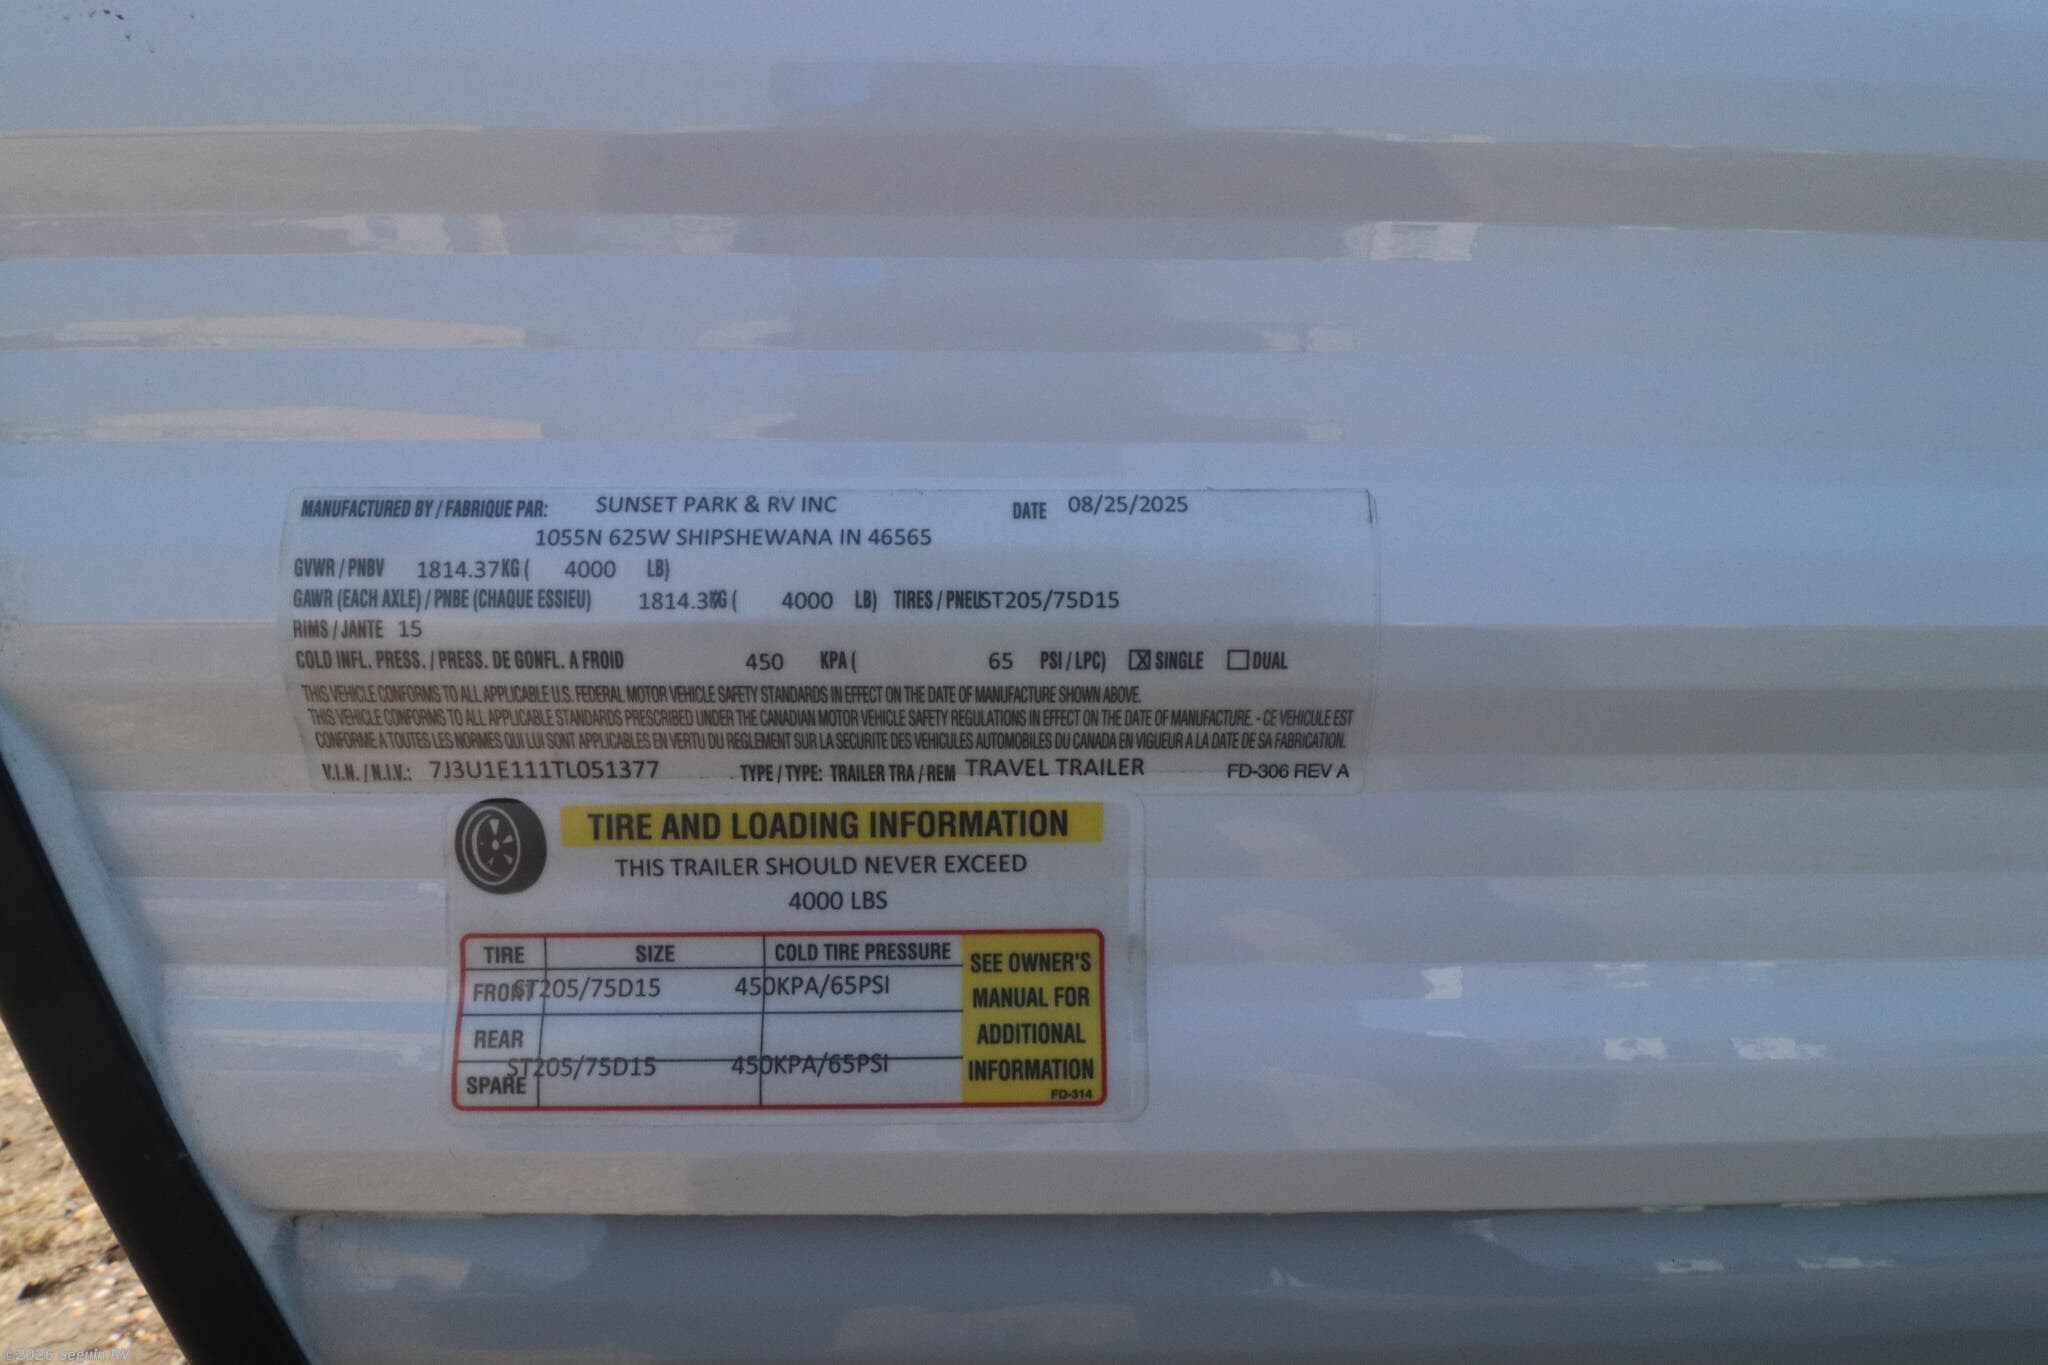 MANUFACTURED BY / FABRIQUE PAR: SUNSET PARK & RV INC DATE 08/25/2025
1055N 625W SHIPSHEWANA IN 46565
GVWR / PNBV 1814.37KG ( 4000 LB)
GAWR (EACH AXLE) / PNBE (CHAQUE ESSIEU) 1814.37KG ( 4000 LB) TIRES / PNEU ST205/75D15
RIMS / JANTE 15
COLD INFL. PRESS. / PRESS. DE GONFL. A FROID 450 KPA ( 65 PSI / LPC) ☒ SINGLE ☐ DUAL
THIS VEHICLE CONFORMS TO ALL APPLICABLE U.S. FEDERAL MOTOR VEHICLE SAFETY STANDARDS IN EFFECT ON THE DATE OF MANUFACTURE SHOWN ABOVE.
THIS VEHICLE CONFORMS TO ALL APPLICABLE STANDARDS PRESCRIBED UNDER THE CANADIAN MOTOR VEHICLE SAFETY REGULATIONS IN EFFECT ON THE DATE OF MANUFACTURE. - CE VEHICULE EST
CONFORME A TOUTES LES NORMES QUI LUI SONT APPLICABLES EN VERTU DU REGLEMENT SUR LA SECURITE DES VEHICULES AUTOMOBILES DU CANADA EN VIGUEUR A LA DATE DE SA FABRICATION.
V.I.N. / N.I.V.: 7J3U1E111TL051377 TYPE / TYPE: TRAILER TRA / REM TRAVEL TRAILER FD-306 REV A
TIRE AND LOADING INFORMATION
THIS TRAILER SHOULD NEVER EXCEED
4000 LBS
TIRE SIZE COLD TIRE PRESSURE
FRONT ST205/75D15 450KPA/65PSI
REAR
SPARE ST205/75D15 450KPA/65PSI
SEE OWNER'S
MANUAL FOR
ADDITIONAL
INFORMATION
FD-314
©2026 Seguin RV